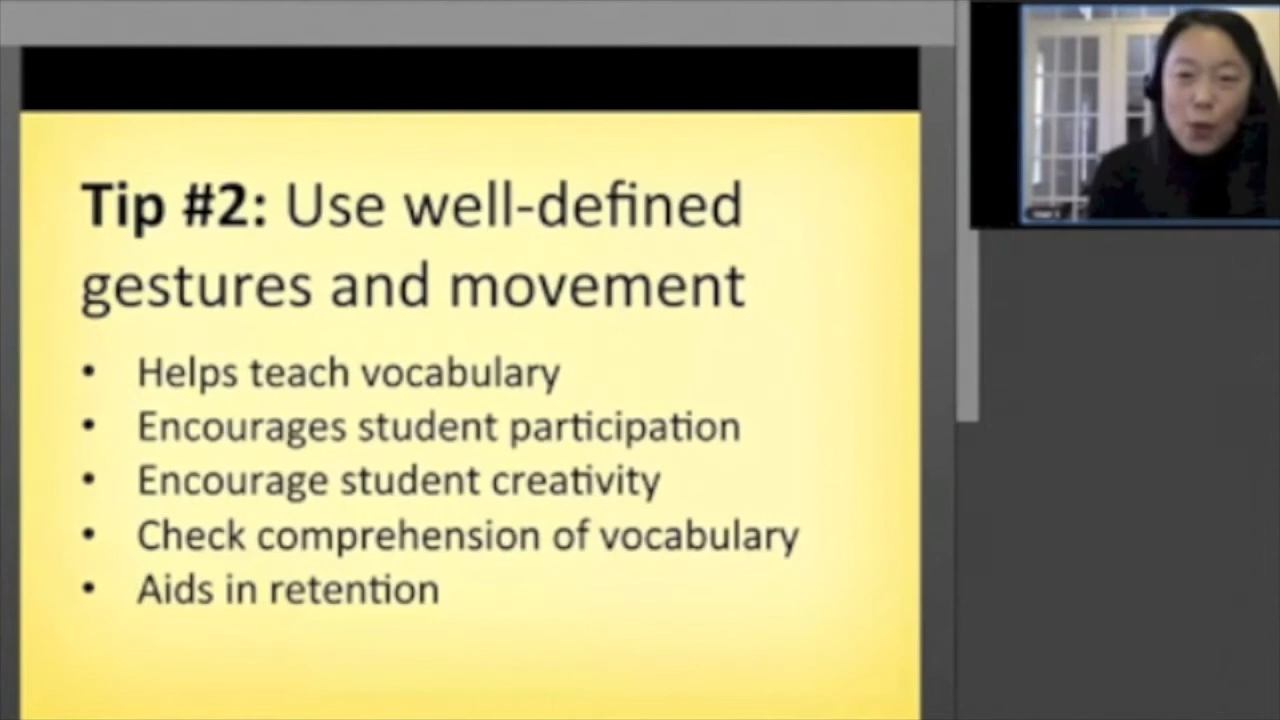 Tip #2: Use well-defined
gestures and movement
• Helps teach vocabulary
• Encourages student participation
• Encourage student creativity
• Check comprehension of vocabulary
• Aids in retention